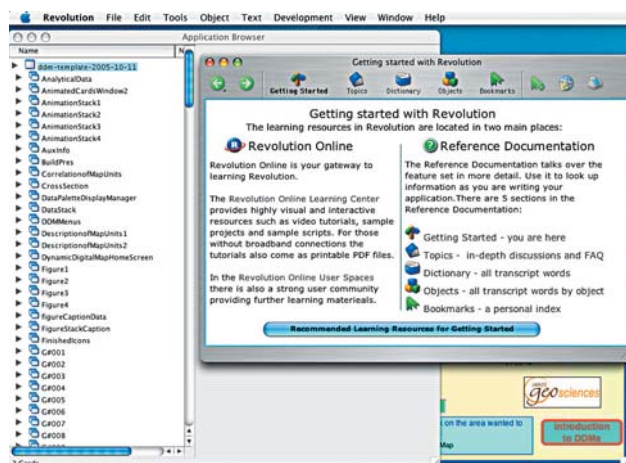 Revolution File Edit Tools Object Text Development View Window Help
Application Browser
Name
N
ddm-template-2005-10-11
AnalyticalData
AnimatedCardsWindow2
AnimationStack1
AnimationStack2
AnimationStack3
AnimationStack4
AuxInfo
BuildPres
CorrelationofMapUnits
CrossSection
DataPaletteDisplayManager
DataStack
DDMMenus
DescriptionofMapUnits1
DescriptionofMapUnits2
DynamicDigitalMapHomeScreen
Figure1
Figure2
Figure3
Figure4
figureCaptionData
FigureStackCaption
FinishedIcons
G#001
G#002
G#003
G#004
G#005
G#006
G#007
G#008
Getting started with Revolution
Getting Started Topics Dictionary Objects Bookmarks
Getting started with Revolution
The learning resources in Revolution are located in two main places:
Revolution Online
Revolution Online is your gateway to
learning Revolution.
The Revolution Online Learning Center
provides highly visual and interactive
resources such as video tutorials, sample
projects and sample scripts. For those
without broadband connections the
tutorials also come as printable PDF files.
In the Revolution Online User Spaces
there is also a strong user community
providing further learning materieals.
Reference Documentation
The Reference Documentation talks over the
feature set in more detail. Use it to look up
information as you are writing your
application.There are 5 sections in the
Reference Documentation:
Getting Started - you are here
Topics - in-depth discussions and FAQ
Dictionary - all transcript words
Objects - all transcript words by object
Bookmarks - a personal index
Recommended Learning Resources for Getting Started
geosciences
on the area wanted to
Map
Introduction
to DDMs